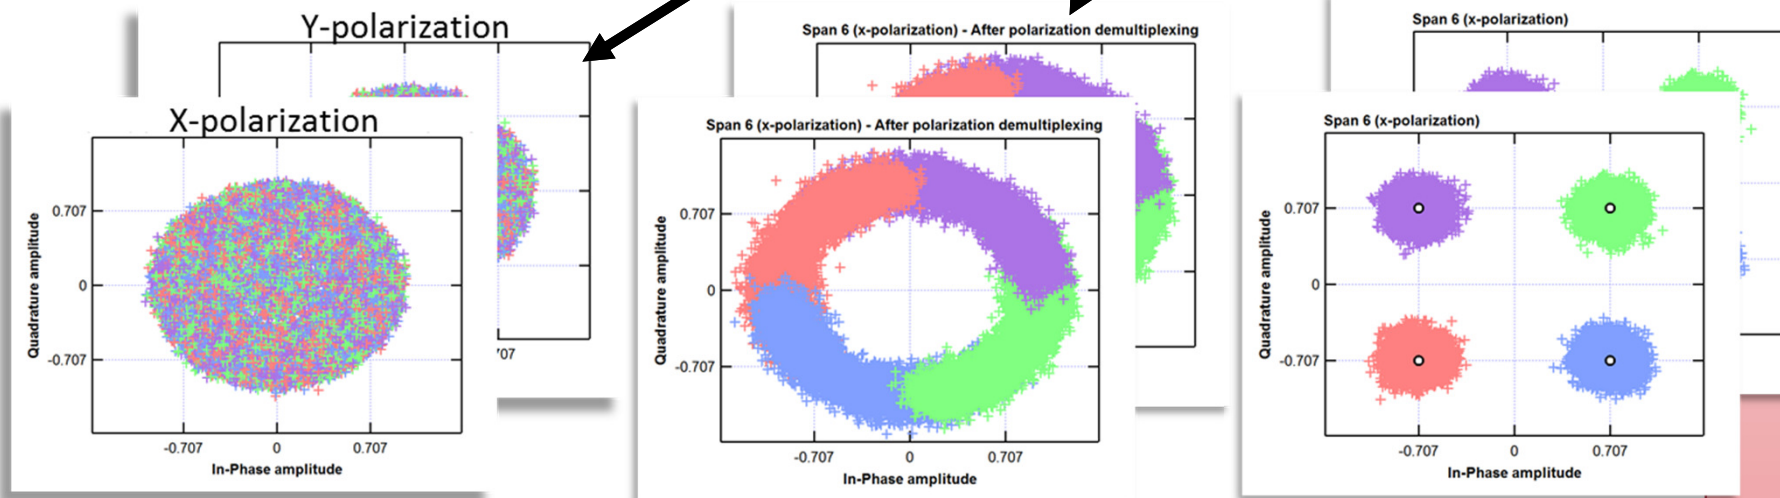 Y-polarization
X-polarization
Quadrature amplitude
0.707
0
-0.707
-0.707
0
0.707
In-Phase amplitude
707
Span 6 (x-polarization) - After polarization demultiplexing
Span 6 (x-polarization) - After polarization demultiplexing
Quadrature amplitude
0.707
0
-0.707
-0.707
0
0.707
In-Phase amplitude
Span 6 (x-polarization)
Span 6 (x-polarization)
Quadrature amplitude
0.707
0
-0.707
-0.707
0
0.707
In-Phase amplitude